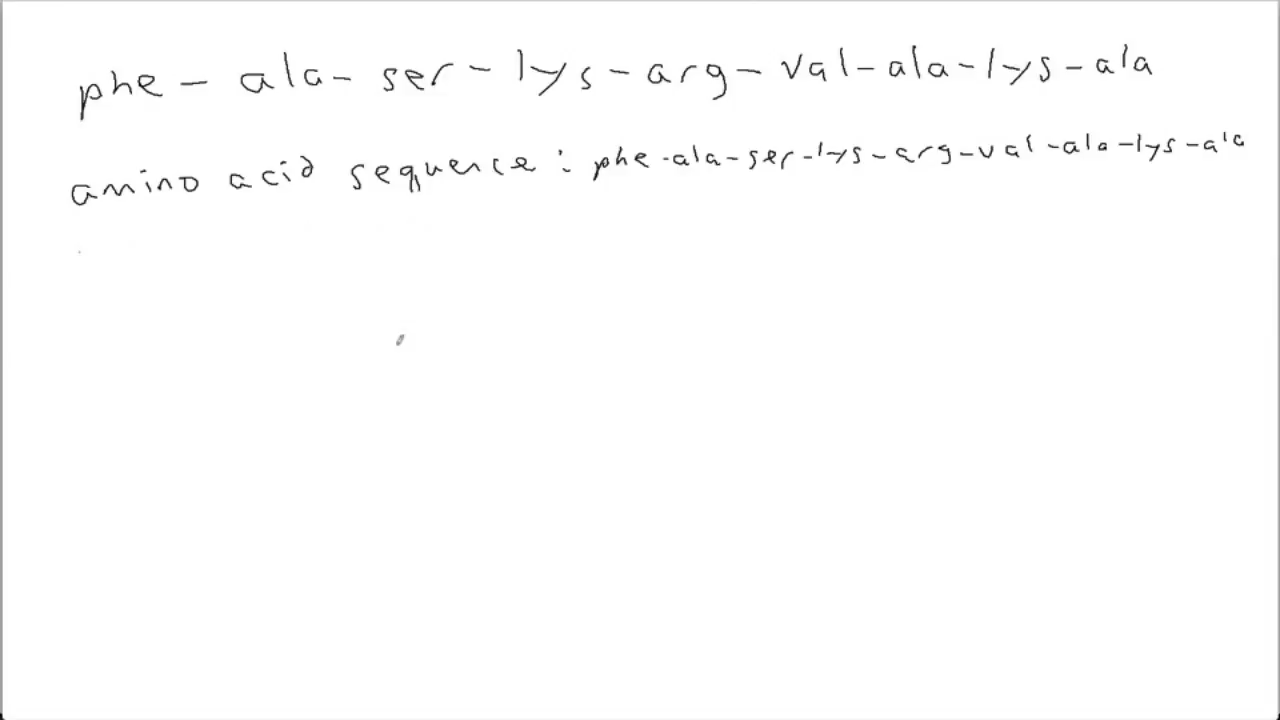 phe - ala - ser - lys - arg - val - ala - lys - ala
amino acid sequence : phe - ala - ser - lys - arg - val - ala - lys - ala